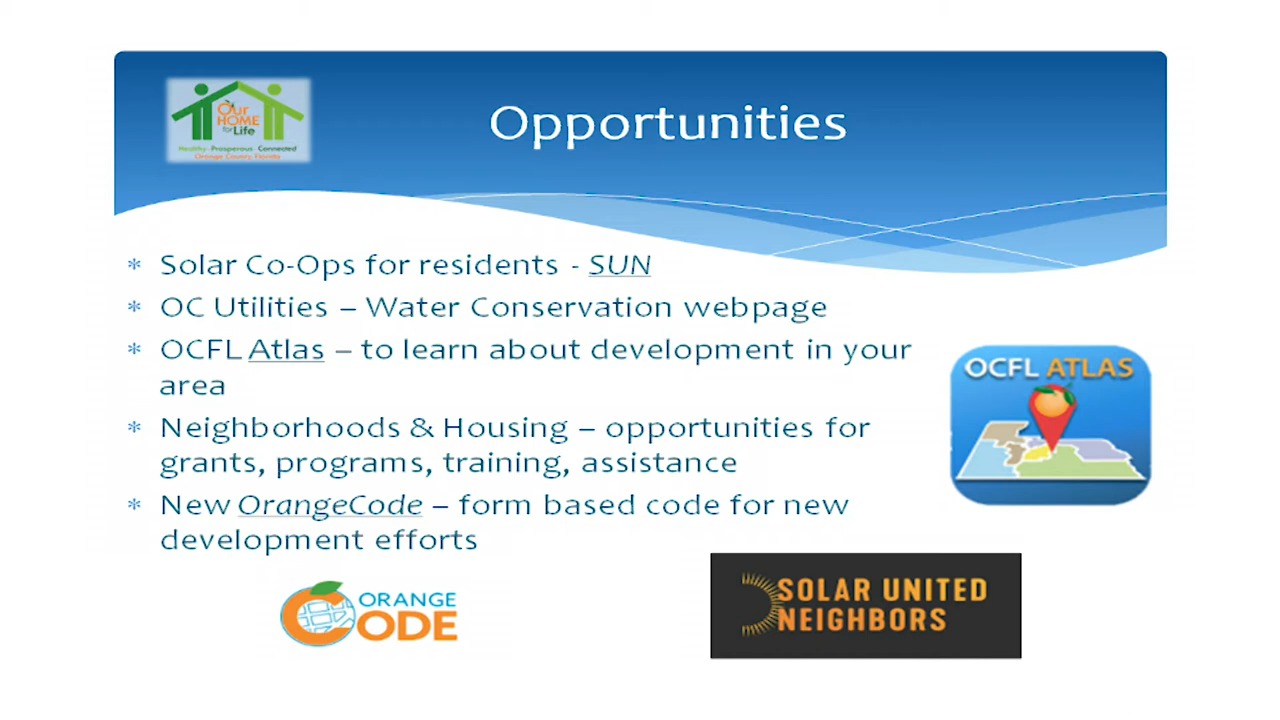 Our
HOME
for Life
Healthy · Prosperous · Connected
Orange County, Florida
Opportunities
* Solar Co-Ops for residents - SUN
* OC Utilities – Water Conservation webpage
* OCFL Atlas – to learn about development in your
area
* Neighborhoods & Housing – opportunities for
grants, programs, training, assistance
* New OrangeCode – form based code for new
development efforts
OCFL ATLAS
ORANGE
CODE
SOLAR UNITED
NEIGHBORS